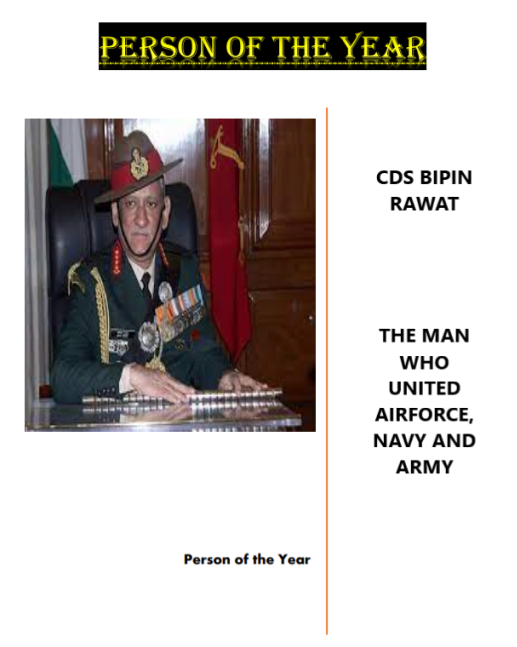 PERSON OF THE YEAR
CDS BIPIN
RAWAT
THE MAN
WHO
UNITED
AIRFORCE,
NAVY AND
ARMY
Person of the Year